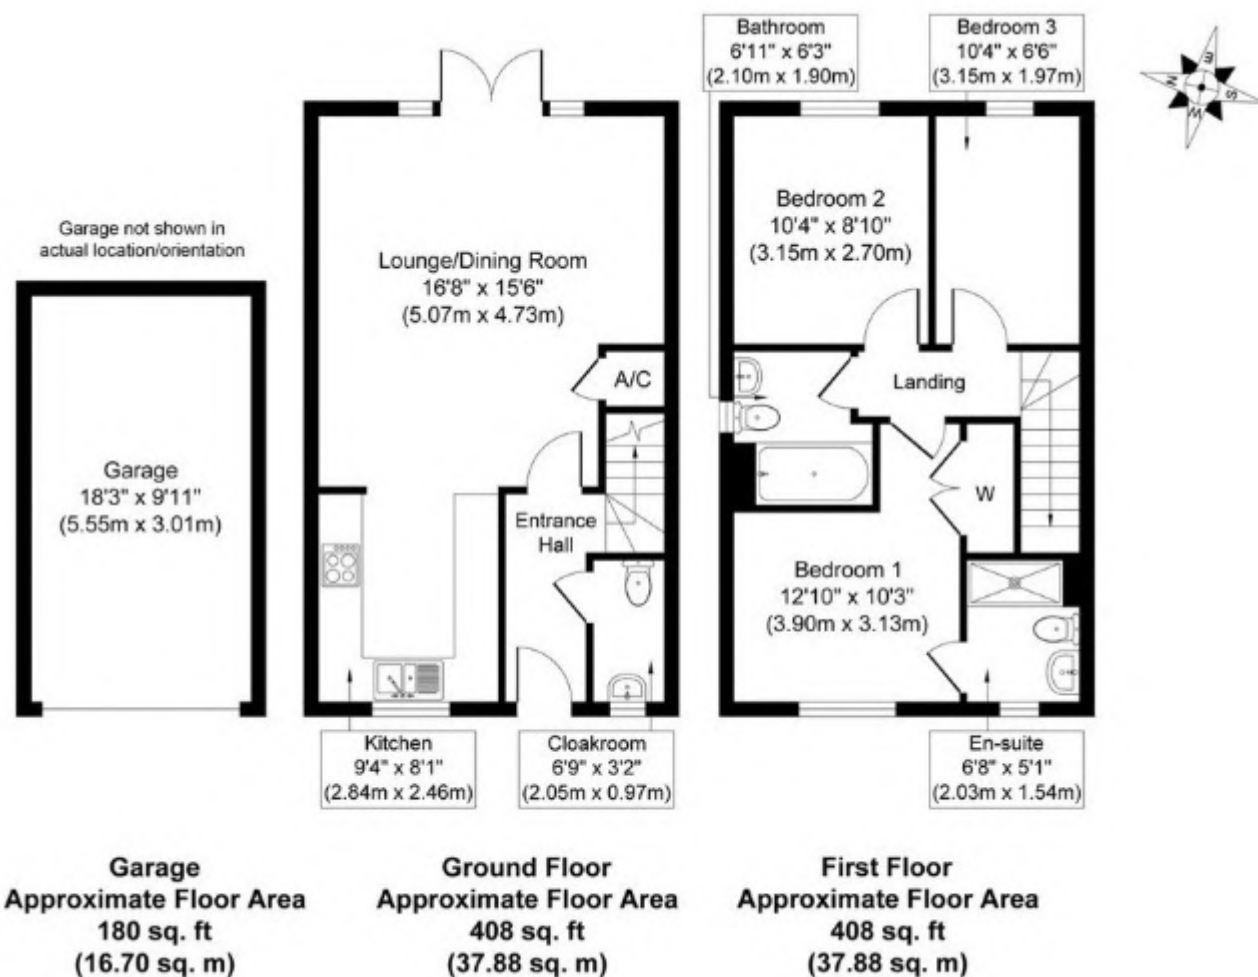 Bathroom
6'11" x 6'3"
(2.10m x 1.90m)
Bedroom 3
10'4" x 6'6"
(3.15m x 1.97m)
E
N
S
W
Garage not shown in
actual location/orientation
Garage
18'3" x 9'11"
(5.55m x 3.01m)
Lounge/Dining Room
16'8" x 15'6"
(5.07m x 4.73m)
A/C
Entrance
Hall
Kitchen
9'4" x 8'1"
(2.84m x 2.46m)
Cloakroom
6'9" x 3'2"
(2.05m x 0.97m)
Bedroom 2
10'4" x 8'10"
(3.15m x 2.70m)
Landing
W
Bedroom 1
12'10" x 10'3"
(3.90m x 3.13m)
En-suite
6'8" x 5'1"
(2.03m x 1.54m)
Garage
Approximate Floor Area
180 sq. ft
(16.70 sq. m)
Ground Floor
Approximate Floor Area
408 sq. ft
(37.88 sq. m)
First Floor
Approximate Floor Area
408 sq. ft
(37.88 sq. m)